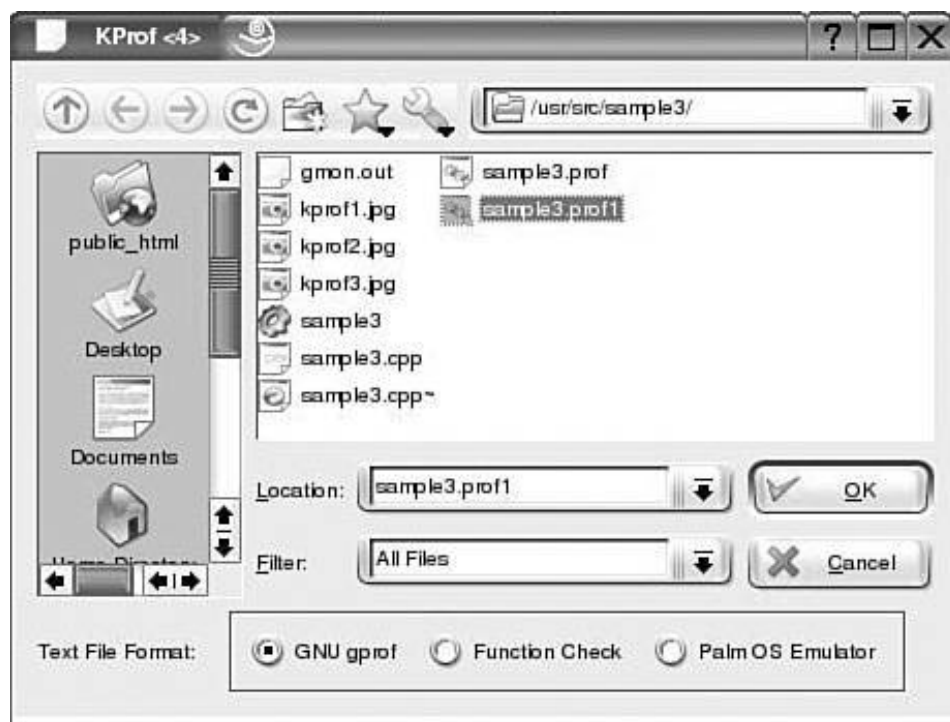 KProf <4>
?
/usr/src/sample3/
public_html
Desktop
Documents
Home Directory
gmon.out
kprof1.jpg
kprof2.jpg
kprof3.jpg
sample3
sample3.cpp
sample3.cpp~
sample3.prof
sample3.prof1
Location: sample3.prof1
OK
Filter: All Files
Cancel
Text File Format: GNU gprof Function Check Palm OS Emulator